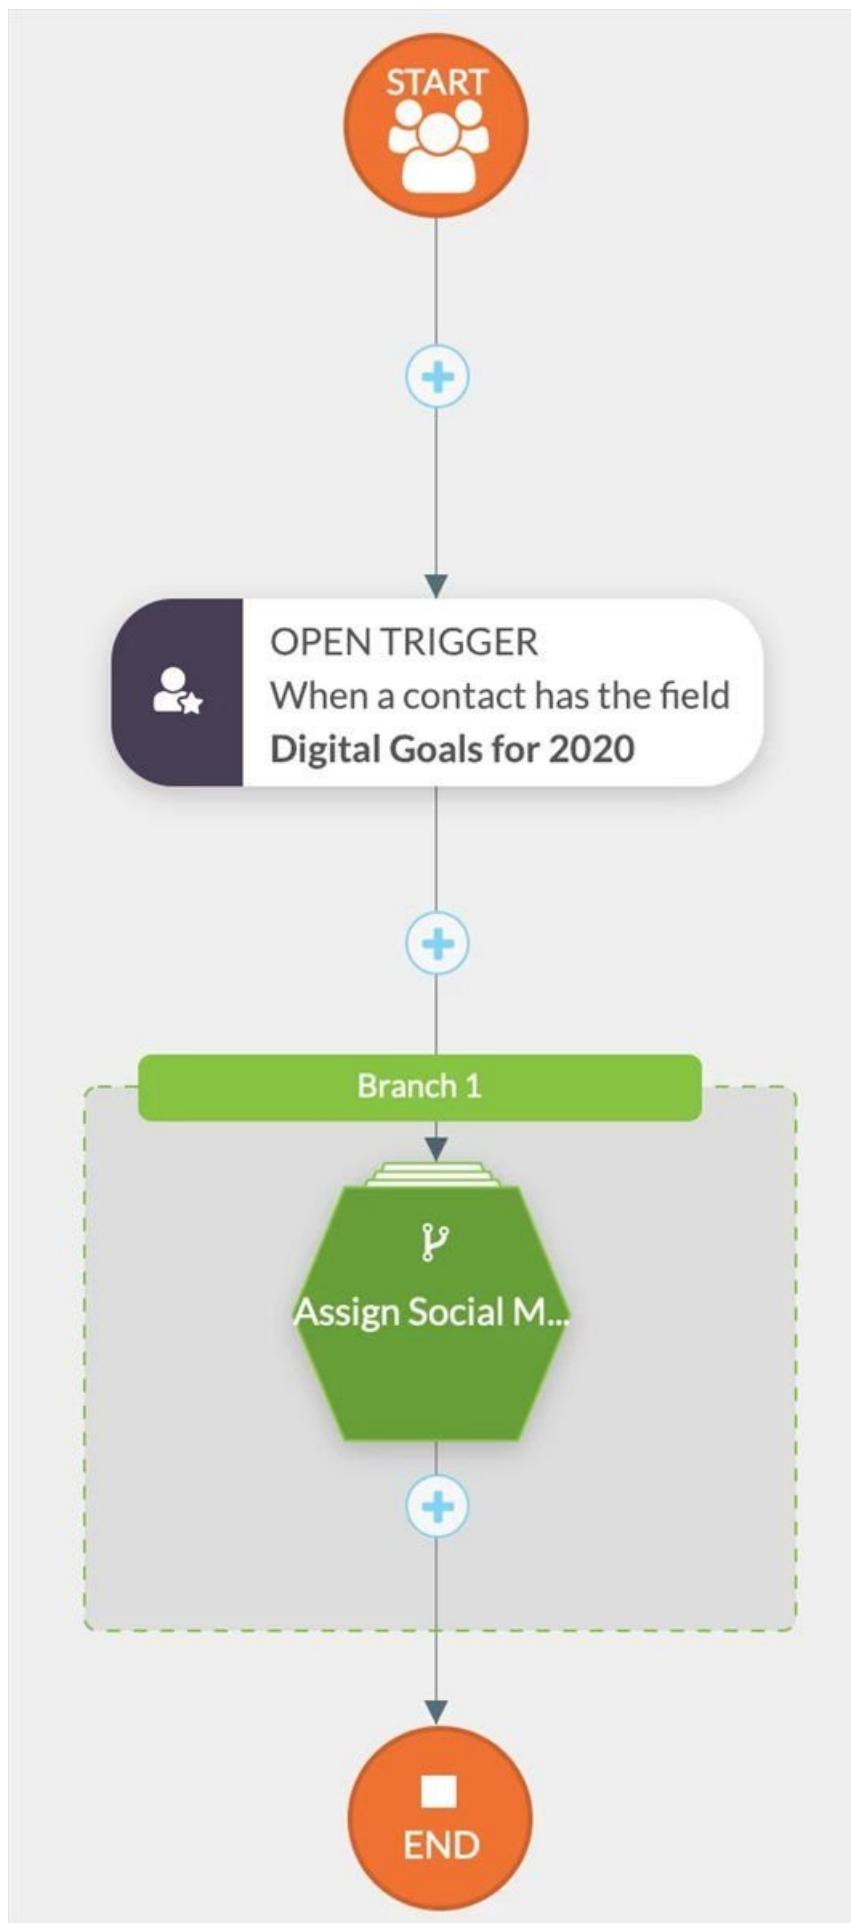 START
OPEN TRIGGER
When a contact has the field
Digital Goals for 2020
Branch 1
Assign Social M...
END